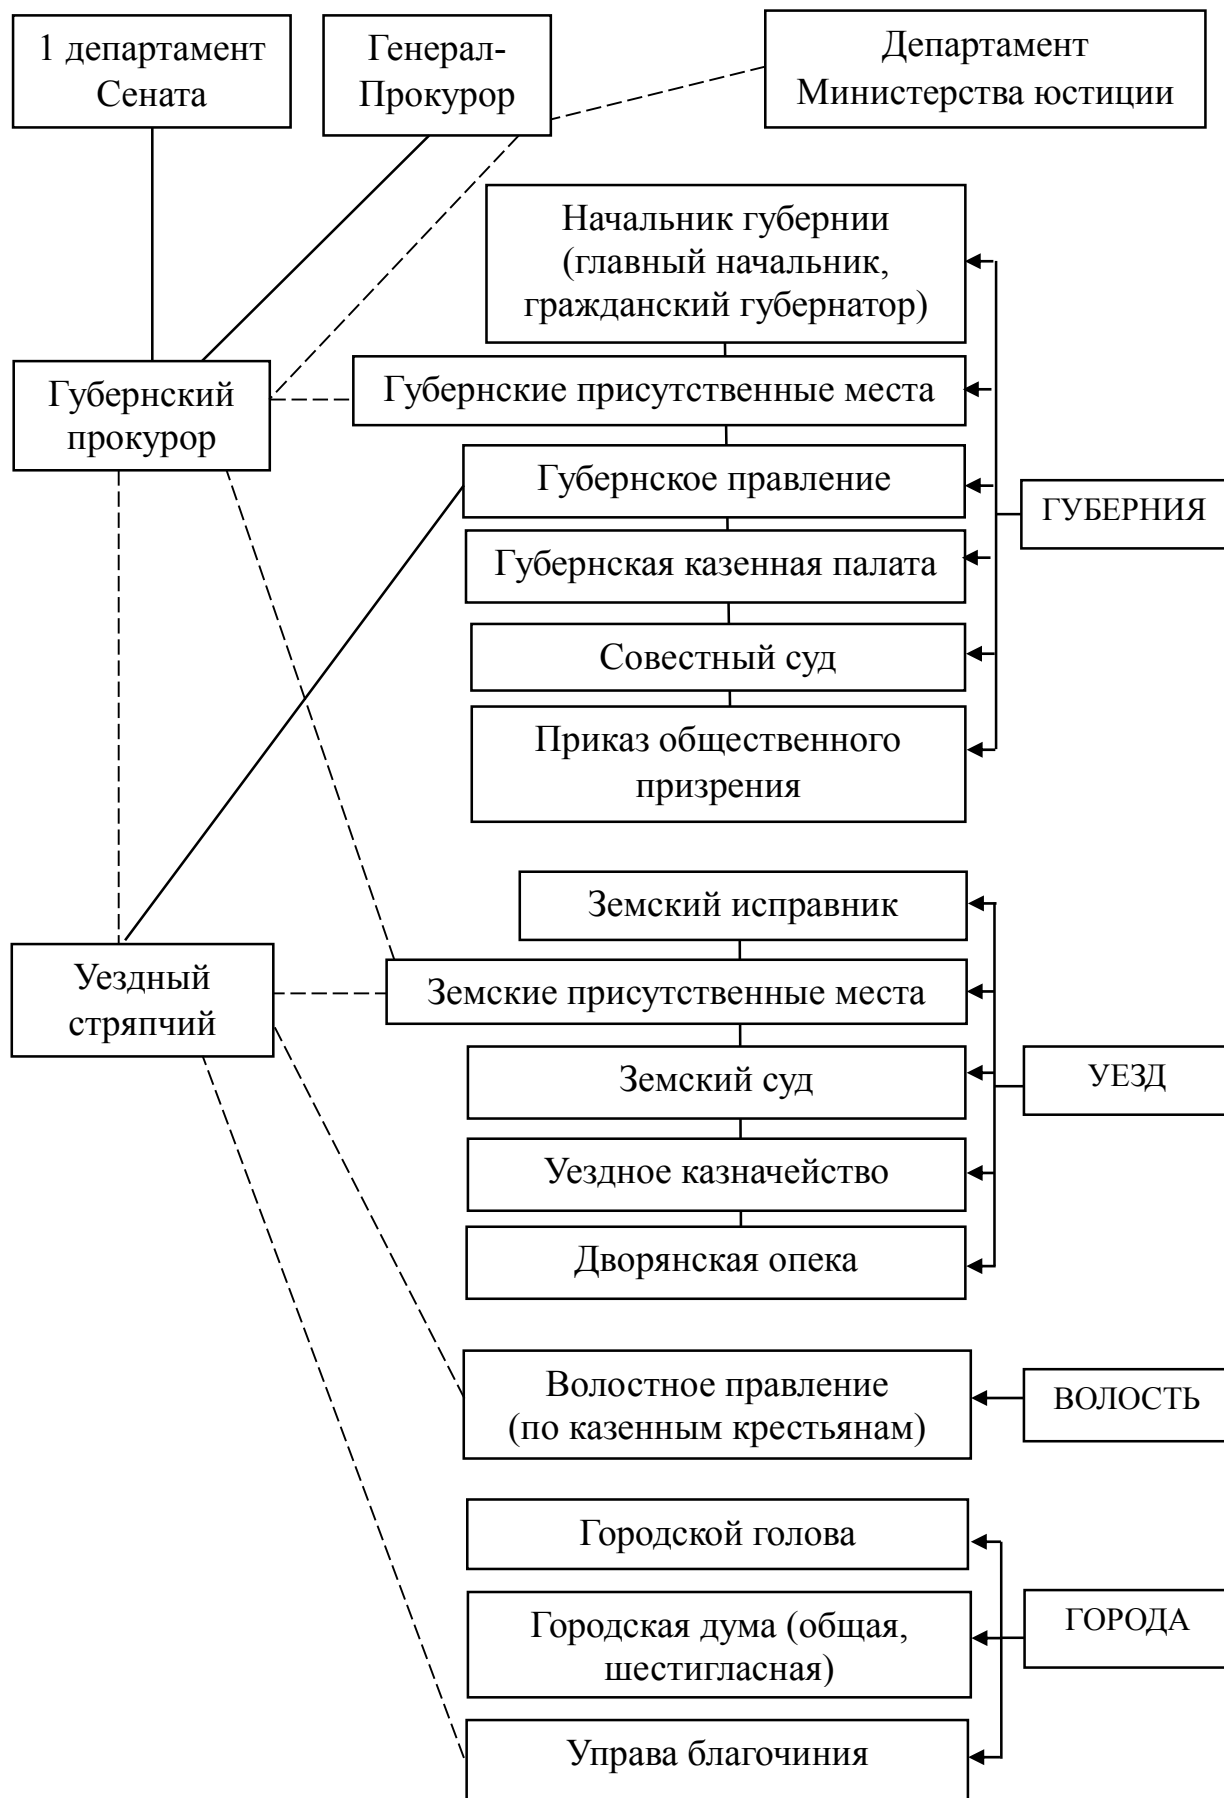 1 департамент
Сената
Генерал-
Прокурор
Департамент
Министерства юстиции
Начальник губернии
(главный начальник,
гражданский губернатор)
Губернский
прокурор
Губернские присутственные места
Губернское правление
ГУБЕРНИЯ
Губернская казенная палата
Совестный суд
Приказ общественного
призрения
Земский исправник
Уездный
стряпчий
Земские присутственные места
Земский суд
УЕЗД
Уездное казначейство
Дворянская опека
Волостное правление
(по казенным крестьянам)
ВОЛОСТЬ
Городской голова
Городская дума (общая,
шестигласная)
ГОРОДА
Управа благочиния